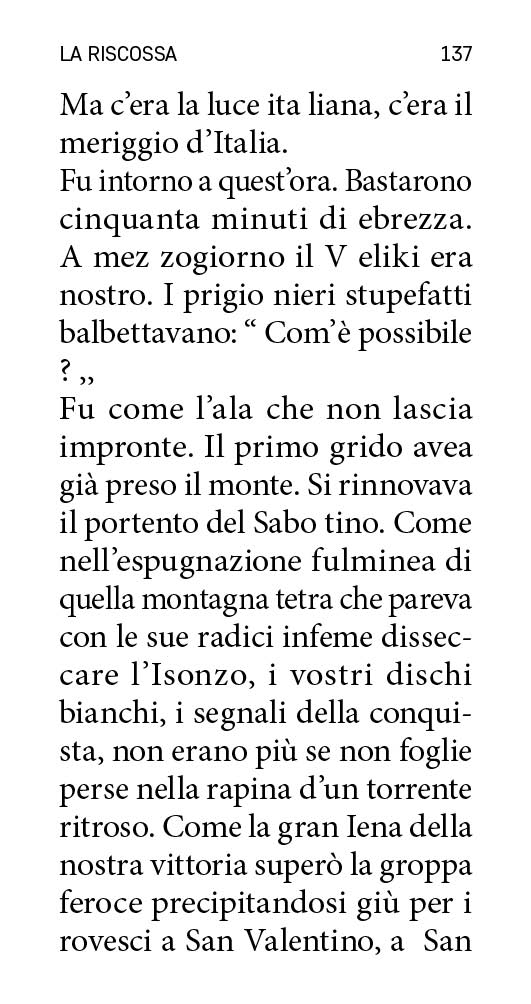 LA RISCOSSA 137
Ma c’era la luce ita liana, c’era il
meriggio d’Italia.
Fu intorno a quest’ora. Bastarono
cinquanta minuti di ebrezza.
A mez zogiorno il V eliki era
nostro. I prigio nieri stupefatti
balbettavano: “ Com’è possibile
? ,,
Fu come l’ala che non lascia
impronte. Il primo grido avea
già preso il monte. Si rinnovava
il portento del Sabo tino. Come
nell’espugnazione fulminea di
quella montagna tetra che pareva
con le sue radici infeme dissec-
care l’Isonzo, i vostri dischi
bianchi, i segnali della conqui-
sta, non erano più se non foglie
perse nella rapina d’un torrente
ritroso. Come la gran Iena della
nostra vittoria superò la groppa
feroce precipitandosi giù per i
rovesci a San Valentino, a San